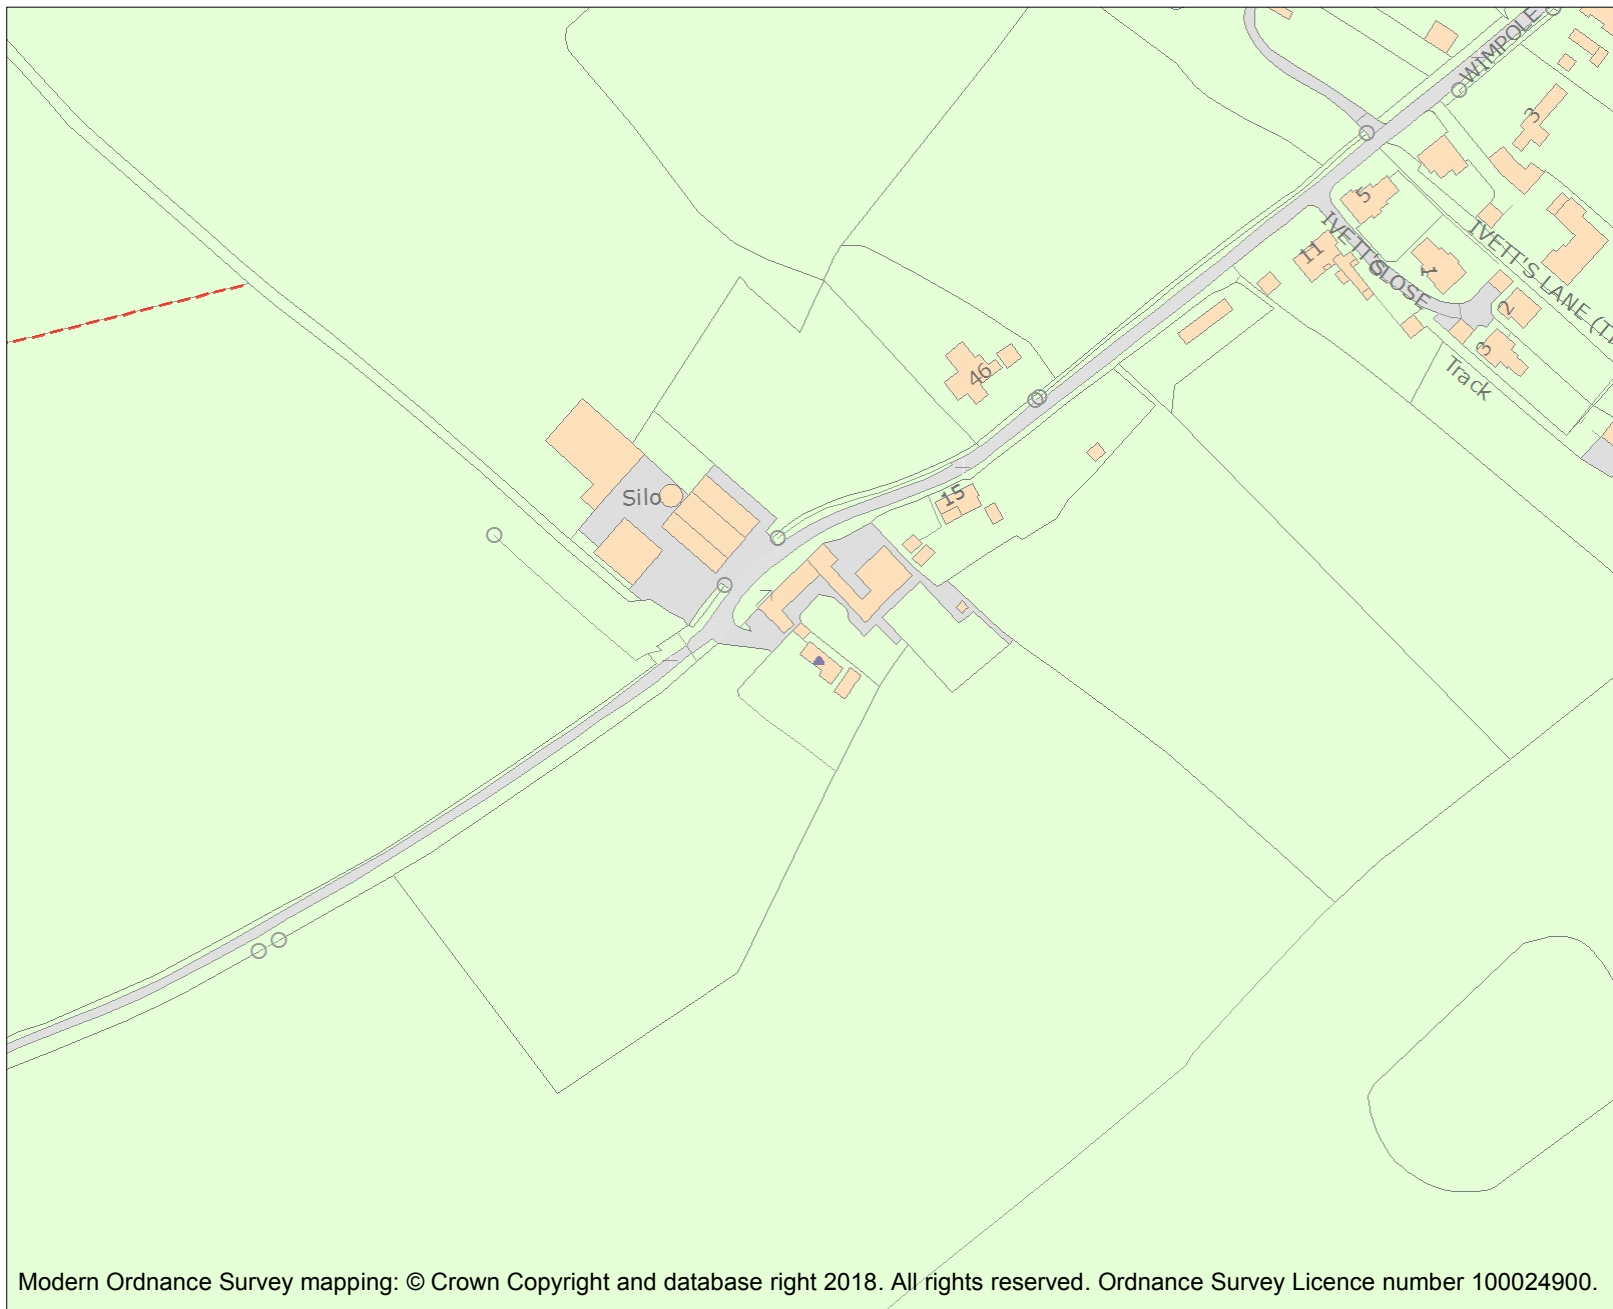 WIMPOLE
3
5
IVETT'S
CLOSE
11
1
IVETT'S LANE (T
2
3
Track
46
Silo
15
Modern Ordnance Survey mapping: © Crown Copyright and database right 2018. All rights reserved. Ordnance Survey Licence number 100024900.